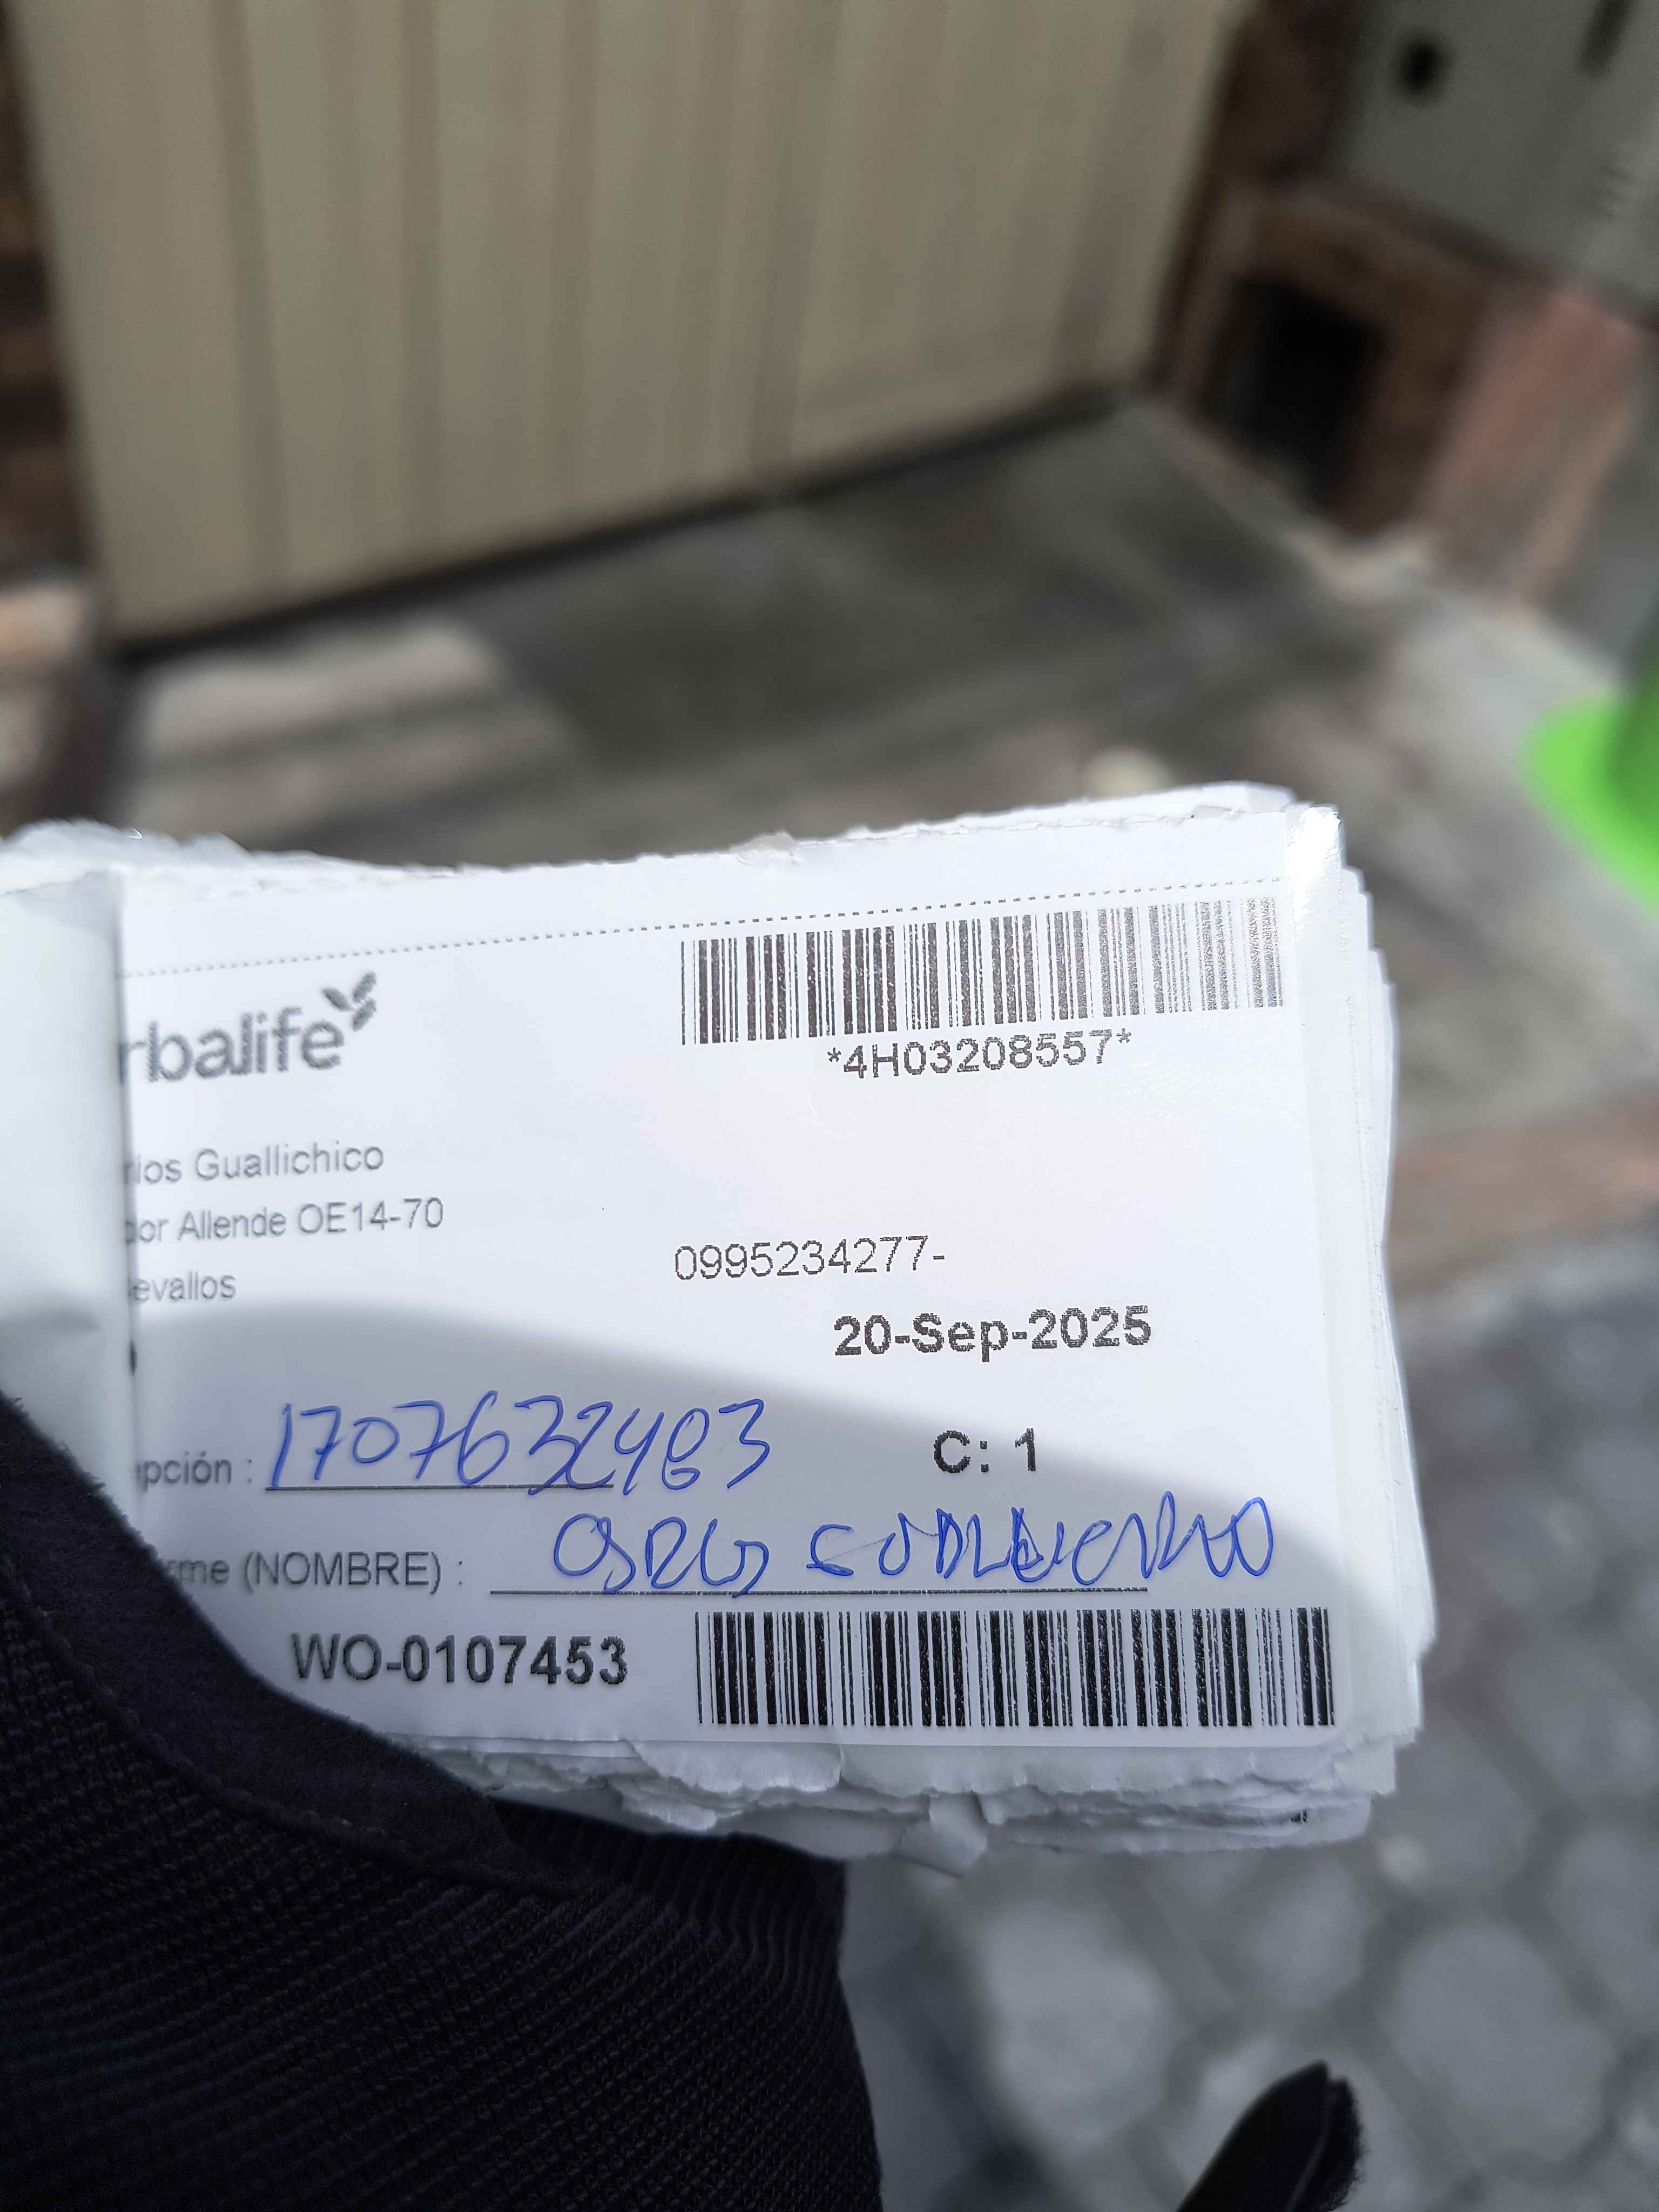 rbalife
*4H03208557*
rlos Guallichico
dor Allende OE14-70
0995234277-
evallos
20-Sep-2025
pción : 1707632483
C: 1
rme (NOMBRE) :
WO-0107453